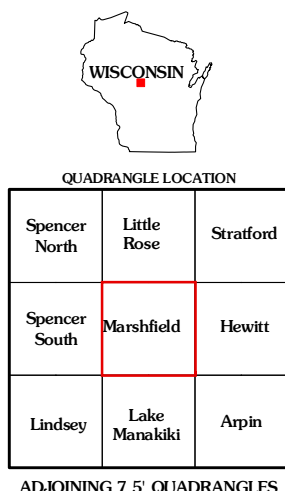 WISCONSIN
QUADRANGLE LOCATION
Spencer North
Little Rose
Stratford
Spencer South
Marshfield
Hewitt
Lindsey
Lake Manakiki
Arpin
ADJOINING 7.5' QUADRANGLES